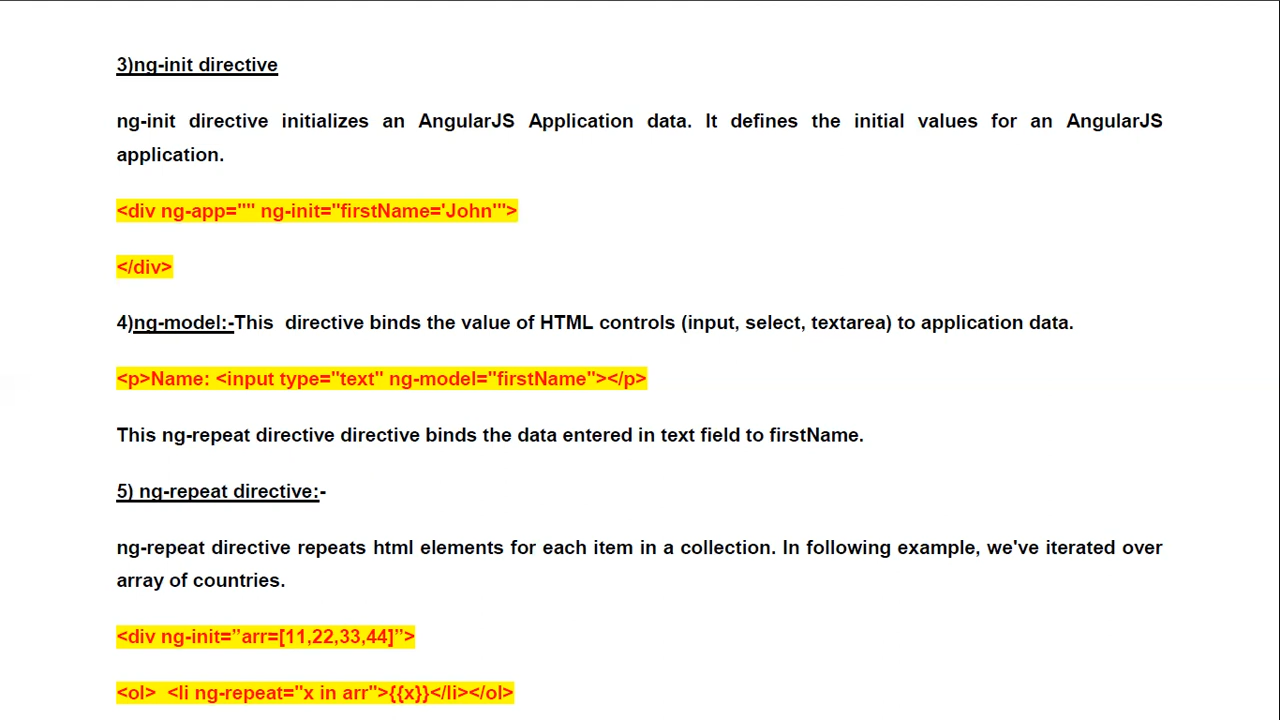 3)ng-init directive
ng-init directive initializes an AngularJS Application data. It defines the initial values for an AngularJS
application.
<div ng-app="" ng-init="firstName='John'">
</div>
4)ng-model:-This  directive binds the value of HTML controls (input, select, textarea) to application data.
<p>Name: <input type="text" ng-model="firstName"></p>
This ng-repeat directive directive binds the data entered in text field to firstName.
5) ng-repeat directive:-
ng-repeat directive repeats html elements for each item in a collection. In following example, we've iterated over
array of countries.
<div ng-init=”arr=[11,22,33,44]”>
<ol>  <li ng-repeat="x in arr">{{x}}</li></ol>